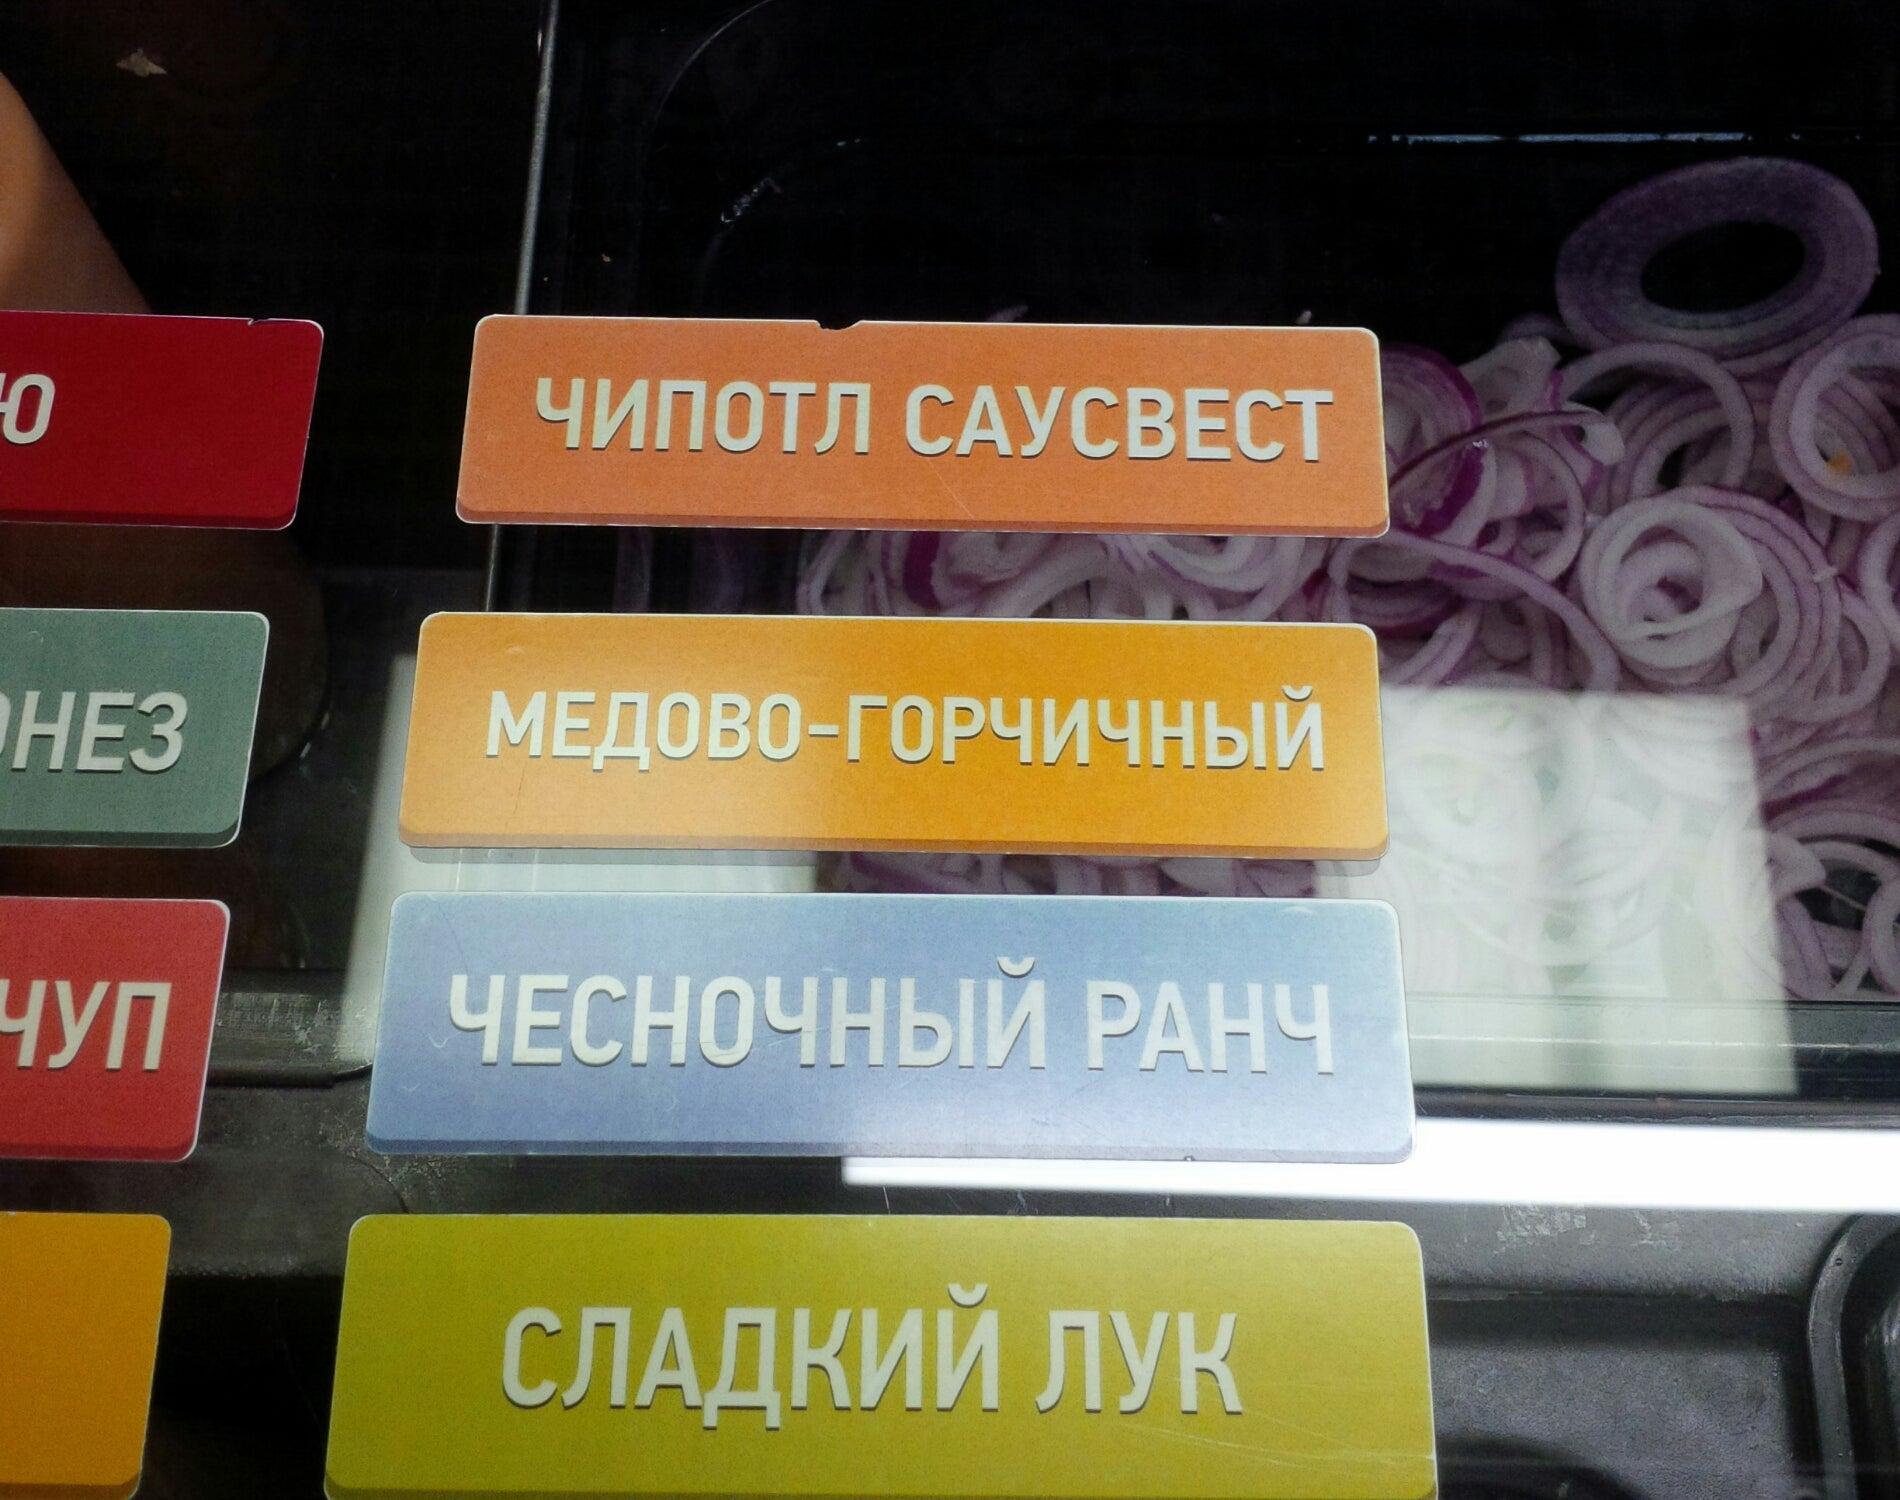 ЧИПОТЛ САУСВЕСТ
МЕДОВО-ГОРЧИЧНЫЙ
ЧЕСНОЧНЫЙ РАНЧ
СЛАДКИЙ ЛУК